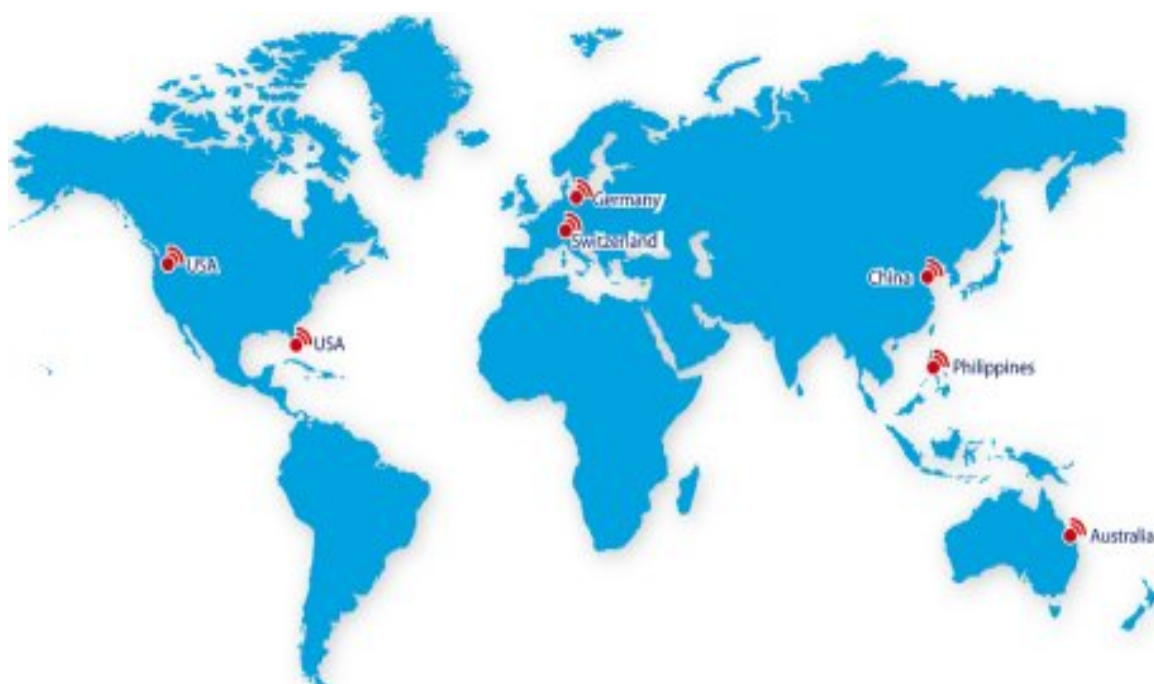 Germany
Switzerland
USA
China
USA
Philippines
Australia